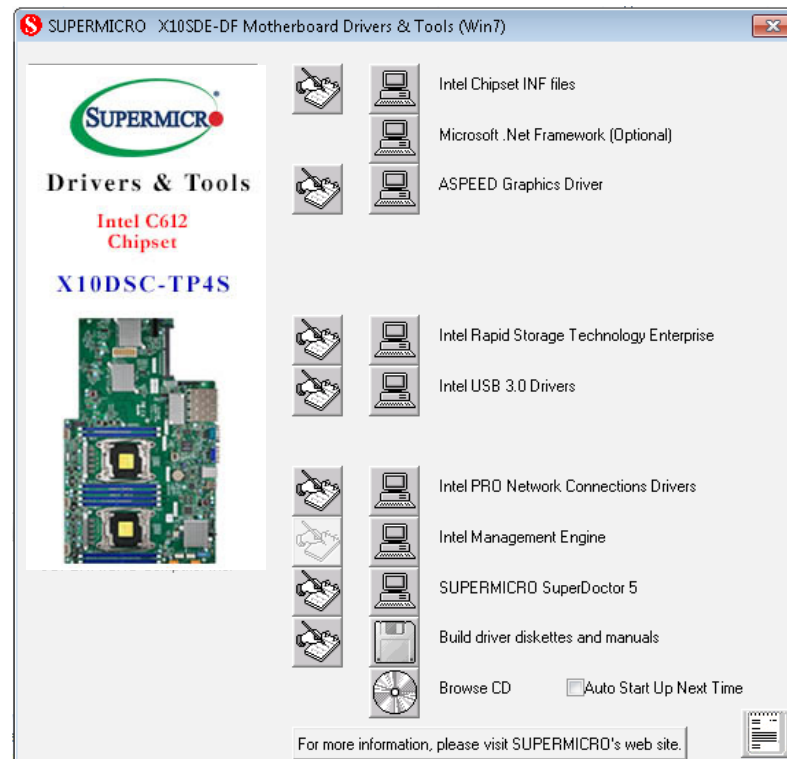 SUPERMICRO X10SDE-DF Motherboard Drivers & Tools (Win7)
SUPERMICR
Drivers & Tools
Intel C612
Chipset
X10DSC-TP4S
Intel Chipset INF files
Microsoft .Net Framework (Optional)
ASPEED Graphics Driver
Intel Rapid Storage Technology Enterprise
Intel USB 3.0 Drivers
Intel PRO Network Connections Drivers
Intel Management Engine
SUPERMICRO SuperDoctor 5
Build driver diskettes and manuals
Browse CD
Auto Start Up Next Time
For more information, please visit SUPERMICRO's web site.